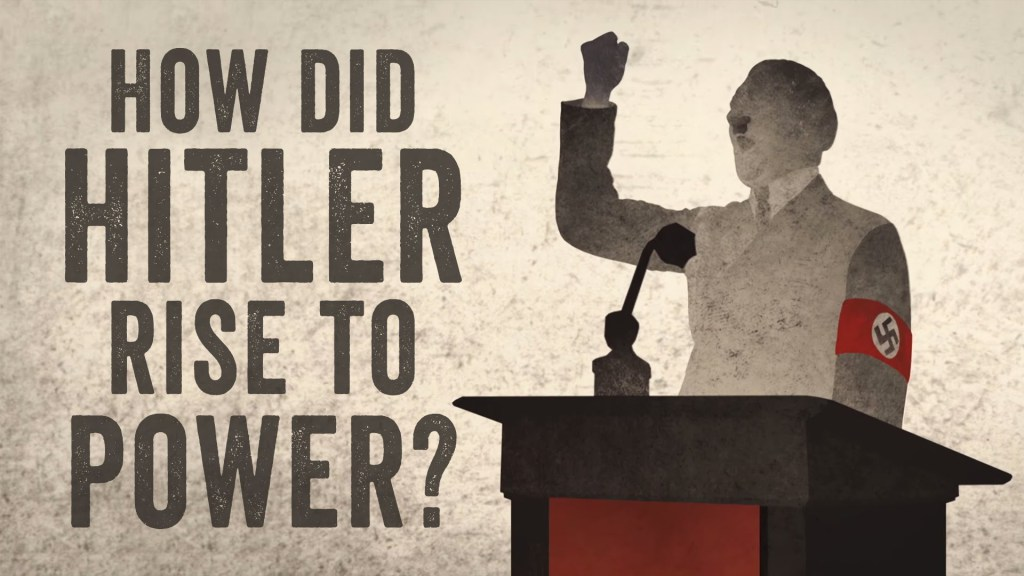 HOW DID
HITLER
RISE TO
POWER?